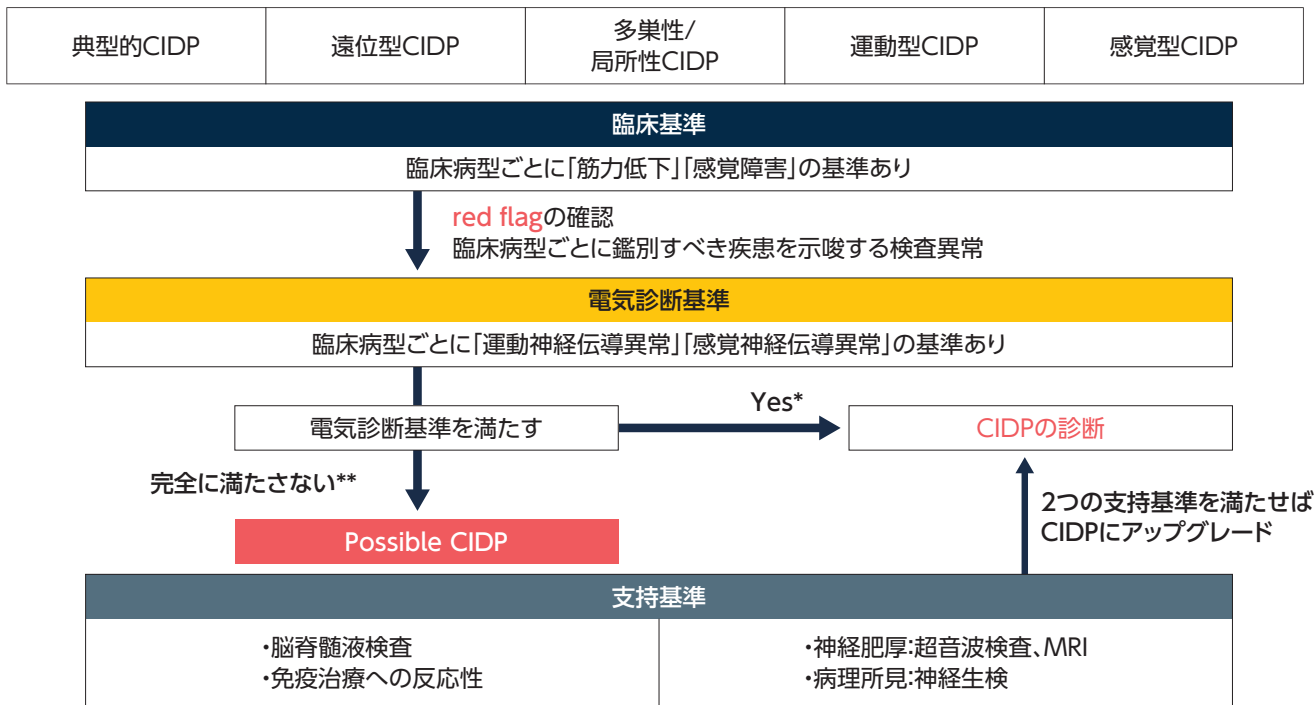 典型的CIDP
遠位型CIDP
多巣性/
局所性CIDP
運動型CIDP
感覚型CIDP
臨床基準
臨床病型ごとに「筋力低下」「感覚障害」の基準あり
red flagの確認
臨床病型ごとに鑑別すべき疾患を示唆する検査異常
電気診断基準
臨床病型ごとに「運動神経伝導異常」「感覚神経伝導異常」の基準あり
電気診断基準を満たす
Yes*
CIDPの診断
完全に満たさない**
Possible CIDP
2つの支持基準を満たせば
CIDPにアップグレード
支持基準
・脳脊髄液検査
・免疫治療への反応性
・神経肥厚:超音波検査、MRI
・病理所見:神経生検